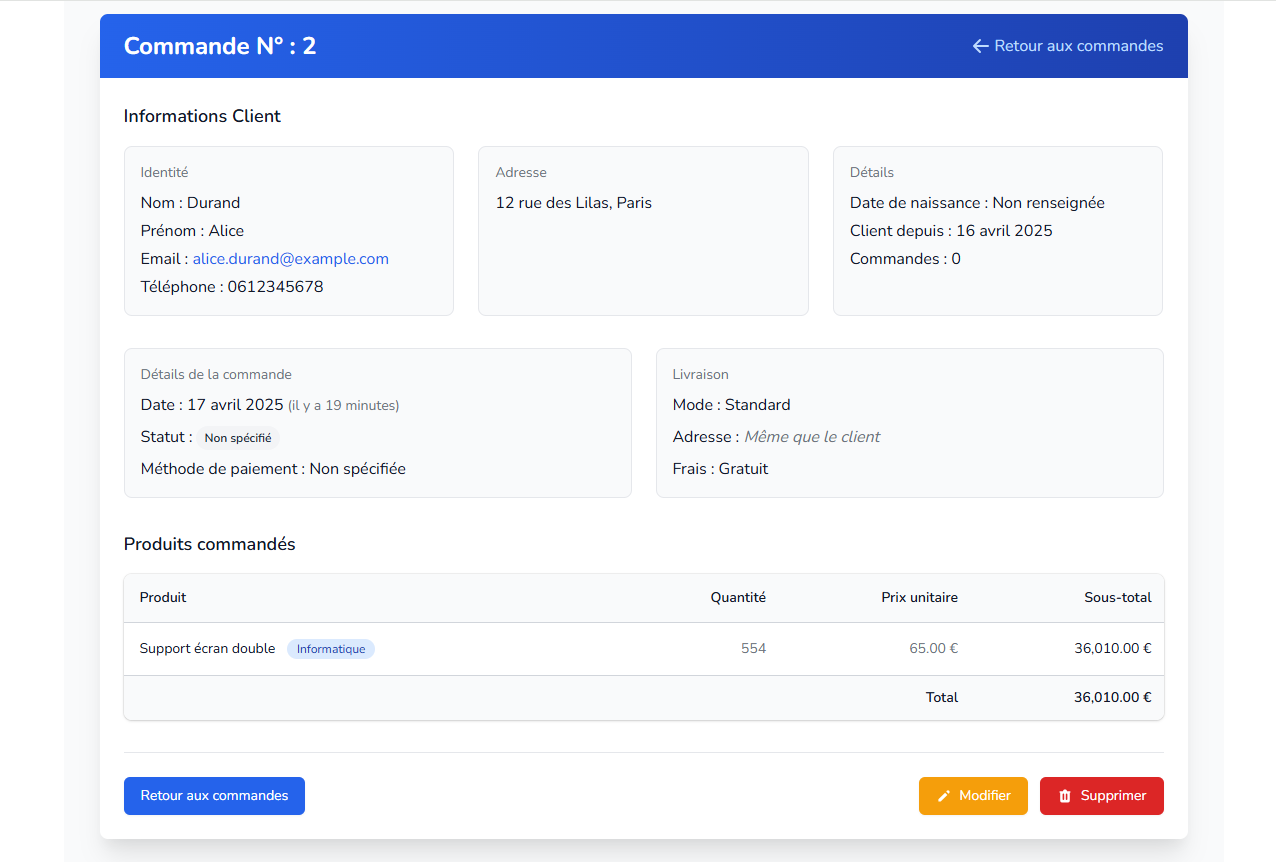 Commande N° : 2
Retour aux commandes
Informations Client
Identité
Nom : Durand
Prénom : Alice
Email : alice.durand@example.com
Téléphone : 0612345678
Adresse
12 rue des Lilas, Paris
Détails
Date de naissance : Non renseignée
Client depuis : 16 avril 2025
Commandes : 0
Détails de la commande
Date : 17 avril 2025 (il y a 19 minutes)
Statut : Non spécifié
Méthode de paiement : Non spécifiée
Livraison
Mode : Standard
Adresse : Même que le client
Frais : Gratuit
Produits commandés
Produit Quantité Prix unitaire Sous-total
Support écran double Informatique 554 65.00 € 36,010.00 €
Total 36,010.00 €
Retour aux commandes
Modifier
Supprimer